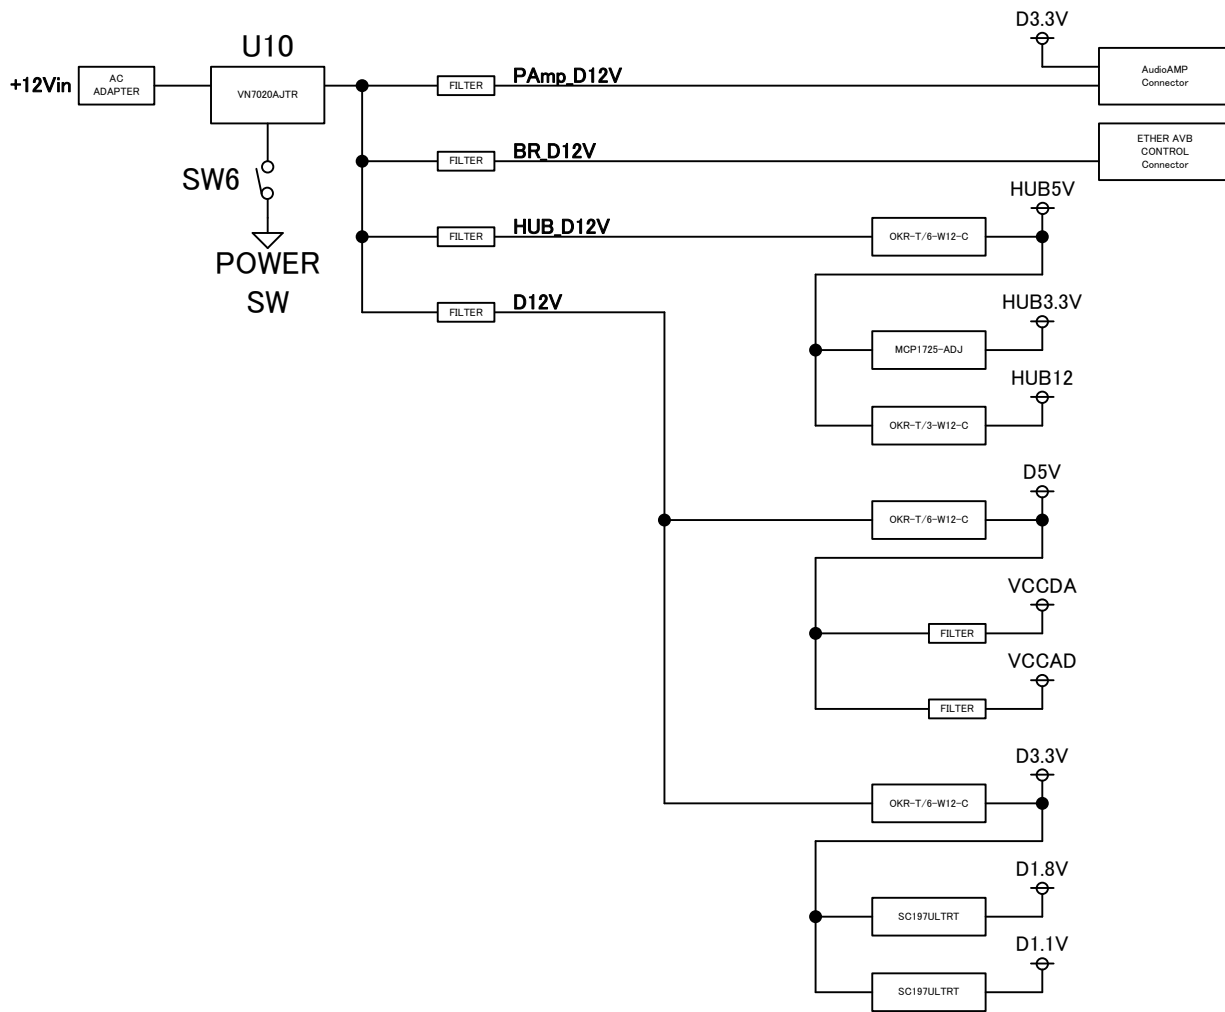 D3.3V
U10
+12Vin
AC
ADAPTER
VN7020AJTR
FILTER
PAmp_D12V
AudioAMP
Connector
SW6
POWER
SW
FILTER
BR_D12V
ETHER AVB
CONTROL
Connector
FILTER
HUB_D12V
OKR-T/6-W12-C
HUB5V
FILTER
D12V
MCP1725-ADJ
HUB3.3V
OKR-T/3-W12-C
HUB12
OKR-T/6-W12-C
D5V
FILTER
VCCDA
FILTER
VCCAD
OKR-T/6-W12-C
D3.3V
SC197ULTRT
D1.8V
SC197ULTRT
D1.1V